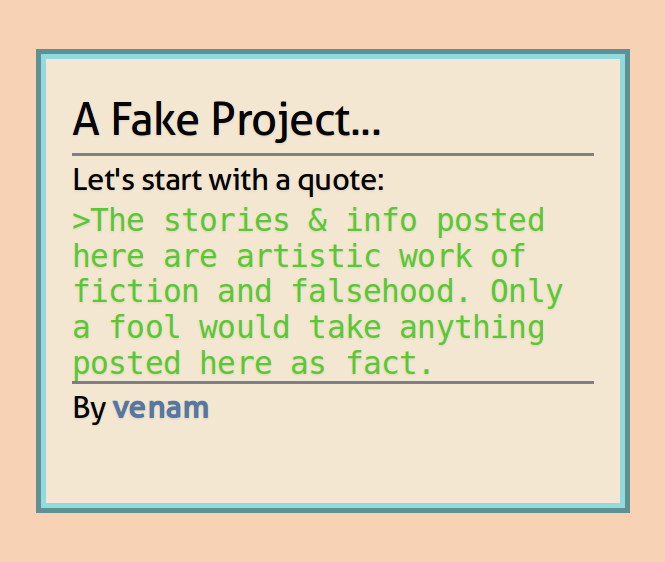 A Fake Project...
Let's start with a quote:
>The stories & info posted
here are artistic work of
fiction and falsehood. Only
a fool would take anything
posted here as fact.
By venam